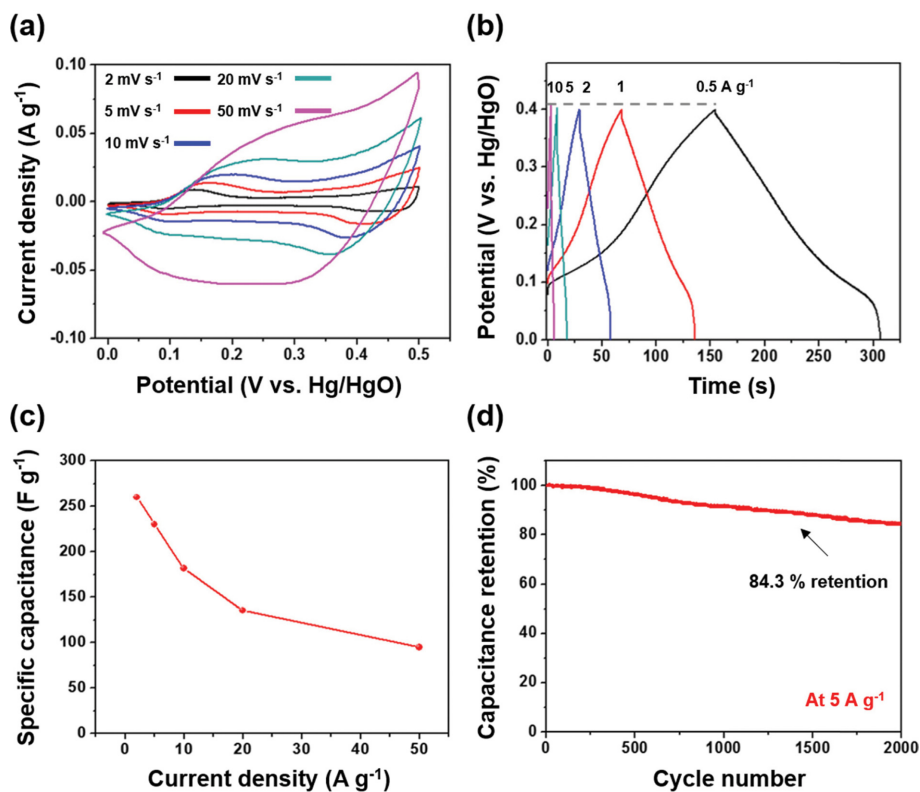 (a)
0.10
0.05
0.00
-0.05
-0.10
Current density (A g⁻¹)
2 mV s⁻¹ 20 mV s⁻¹
5 mV s⁻¹ 50 mV s⁻¹
10 mV s⁻¹
0.0 0.1 0.2 0.3 0.4 0.5
Potential (V vs. Hg/HgO)
(b)
Potential (V vs. Hg/HgO)
10 5 2 1 0.5 A g⁻¹
0.4
0.3
0.2
0.1
0.0
0 50 100 150 200 250 300
Time (s)
(c)
Specific capacitance (F g⁻¹)
300
250
200
150
100
50
0
0 10 20 30 40 50
Current density (A g⁻¹)
(d)
Capacitance retention (%)
100
80
60
40
20
0
84.3 % retention
At 5 A g⁻¹
0 500 1000 1500 2000
Cycle number